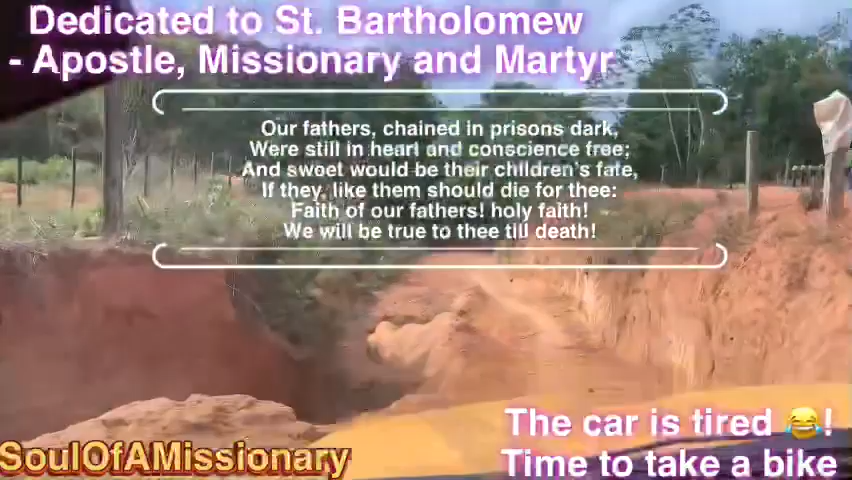 Dedicated to St. Bartholomew
- Apostle, Missionary and Martyr
Our fathers, chained in prisons dark,
Were still in heart and conscience free;
And sweet would be their children's fate,
If they, like them should die for thee:
Faith of our fathers! holy faith!
We will be true to thee till death!
The car is tired 😂!
Time to take a bike
SoulOfAMissionary